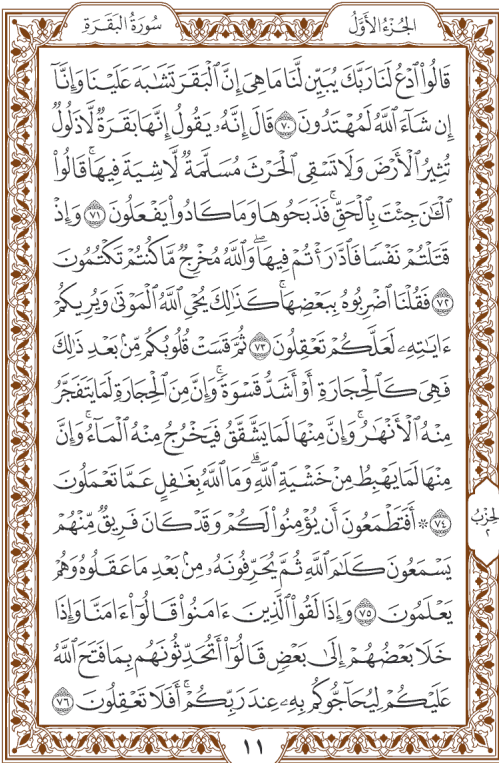 الجُزْءُ الأَوَّلُ
سُورَةُ البَقَرَةِ
قَالُوا۟ ٱدْعُ لَنَا رَبَّكَ يُبَيِّن لَّنَا مَا هِىَ إِنَّ ٱلْبَقَرَ تَشَـٰبَهَ عَلَيْنَا وَإِنَّآ
إِن شَآءَ ٱللَّهُ لَمُهْتَدُونَ ٧٠ قَالَ إِنَّهُۥ يَقُولُ إِنَّهَا بَقَرَةٌ لَّا ذَلُولٌ
تُثِيرُ ٱلْأَرْضَ وَلَا تَسْقِى ٱلْحَرْثَ مُسَلَّمَةٌ لَّا شِيَةَ فِيهَا ۚ قَالُوا۟
ٱلْـَٔـٰنَ جِئْتَ بِٱلْحَقِّ ۚ فَذَبَحُوهَا وَمَا كَادُوا۟ يَفْعَلُونَ ٧١ وَإِذْ
قَتَلْتُمْ نَفْسًا فَٱدَّٰرَْٰٔتُمْ فِيهَا ۖ وَٱللَّهُ مُخْرِجٌ مَّا كُنتُمْ تَكْتُمُونَ
٧٢ فَقُلْنَا ٱضْرِبُوهُ بِبَعْضِهَا ۚ كَذَٰلِكَ يُحْىِ ٱللَّهُ ٱلْمَوْتَىٰ وَيُرِيكُمْ
ءَايَـٰتِهِۦ لَعَلَّكُمْ تَعْقِلُونَ ٧٣ ثُمَّ قَسَتْ قُلُوبُكُم مِّنۢ بَعْدِ ذَٰلِكَ
فَهِىَ كَٱلْحِجَارَةِ أَوْ أَشَدُّ قَسْوَةً ۚ وَإِنَّ مِنَ ٱلْحِجَارَةِ لَمَا يَتَفَجَّرُ
مِنْهُ ٱلْأَنْهَـٰرُ ۚ وَإِنَّ مِنْهَا لَمَا يَشَّقَّقُ فَيَخْرُجُ مِنْهُ ٱلْمَآءُ ۚ وَإِنَّ
مِنْهَا لَمَا يَهْبِطُ مِنْ خَشْيَةِ ٱللَّهِ ۗ وَمَا ٱللَّهُ بِغَـٰفِلٍ عَمَّا تَعْمَلُونَ
٧٤ ۞ أَفَتَطْمَعُونَ أَن يُؤْمِنُوا۟ لَكُمْ وَقَدْ كَانَ فَرِيقٌ مِّنْهُمْ
يَسْمَعُونَ كَلَـٰمَ ٱللَّهِ ثُمَّ يُحَرِّفُونَهُۥ مِنۢ بَعْدِ مَا عَقَلُوهُ وَهُمْ
يَعْلَمُونَ ٧٥ وَإِذَا لَقُوا۟ ٱلَّذِينَ ءَامَنُوا۟ قَالُوٓا۟ ءَامَنَّا وَإِذَا
خَلَا بَعْضُهُمْ إِلَىٰ بَعْضٍ قَالُوٓا۟ أَتُحَدِّثُونَهُم بِمَا فَتَحَ ٱللَّهُ
عَلَيْكُمْ لِيُحَآجُّوكُم بِهِۦ عِندَ رَبِّكُمْ ۚ أَفَلَا تَعْقِلُونَ ٧٦
الحِزْبُ
٢
١١